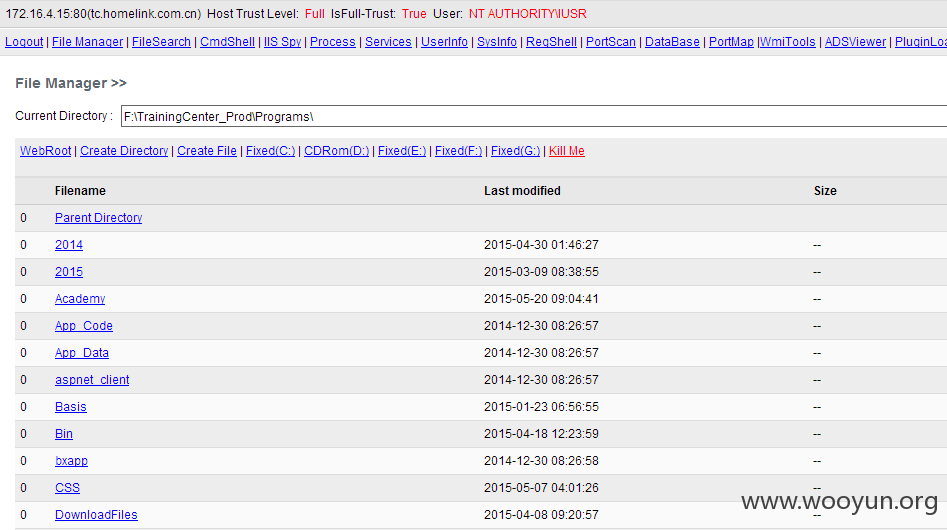 172.16.4.15:80(tc.homelink.com.cn) Host Trust Level: Full IsFull-Trust: True User: NT AUTHORITY\IUSR
Logout | File Manager | FileSearch | CmdShell | IIS Spy | Process | Services | UserInfo | SysInfo | RegShell | PortScan | DataBase | PortMap |WmiTools | ADSViewer | PluginLoa
File Manager >>
Current Directory : F:\TrainingCenter_Prod\Programs\
WebRoot | Create Directory | Create File | Fixed(C:) | CDRom(D:) | Fixed(E:) | Fixed(F:) | Fixed(G:) | Kill Me
Filename Last modified Size
0 Parent Directory
0 2014 2015-04-30 01:46:27 --
0 2015 2015-03-09 08:38:55 --
0 Academy 2015-05-20 09:04:41 --
0 App_Code 2014-12-30 08:26:57 --
0 App_Data 2014-12-30 08:26:57 --
0 aspnet_client 2014-12-30 08:26:57 --
0 Basis 2015-01-23 06:56:55 --
0 Bin 2015-04-18 12:23:59 --
0 bxapp 2014-12-30 08:26:58 --
0 CSS 2015-05-07 04:01:26 --
0 DownloadFiles 2015-04-08 09:20:57 --
www.wooyun.org